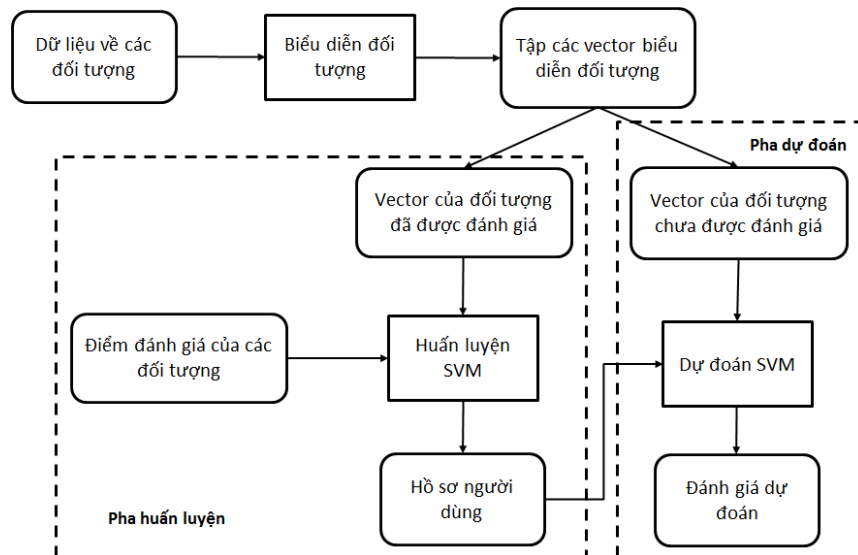 Dữ liệu về các
đối tượng
Biểu diễn đối
tượng
Tập các vector biểu
diễn đối tượng
Pha dự đoán
Vector của đối tượng
đã được đánh giá
Vector của đối tượng
chưa được đánh giá
Điểm đánh giá của các
đối tượng
Huấn luyện
SVM
Dự đoán SVM
Hồ sơ người
dùng
Đánh giá dự
đoán
Pha huấn luyện